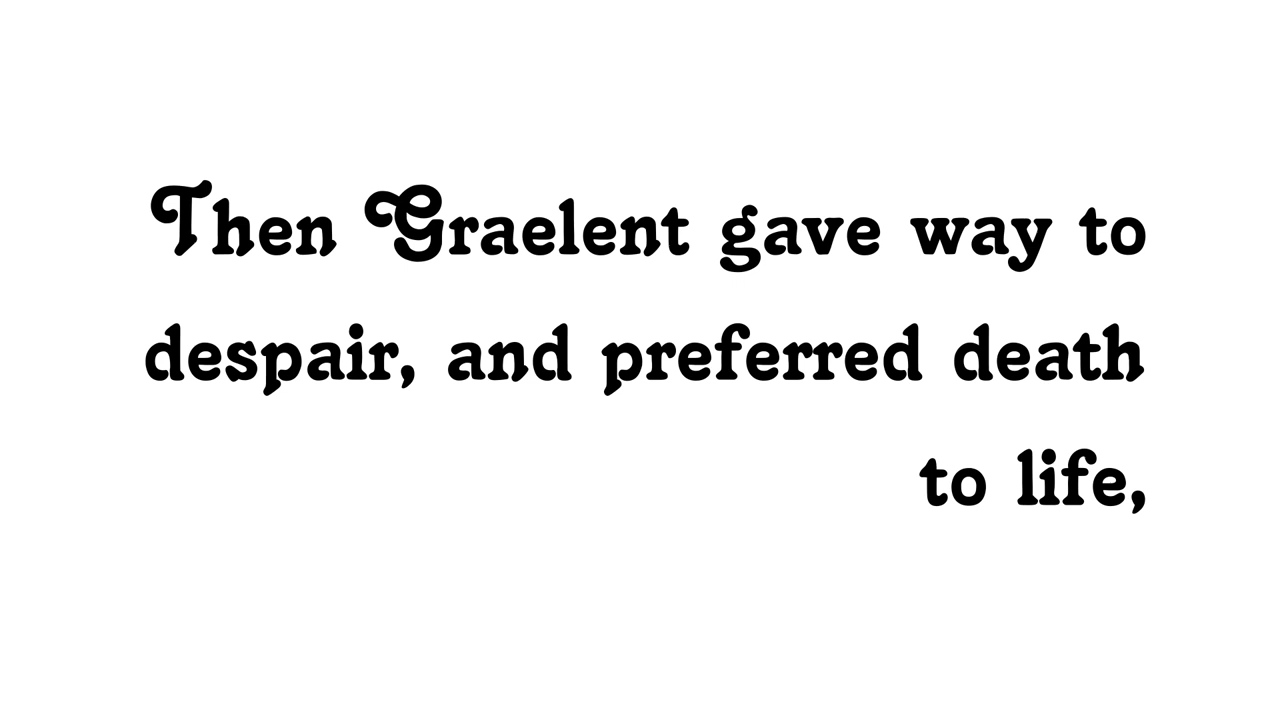 Then Graelent gave way to
despair, and preferred death
to life,